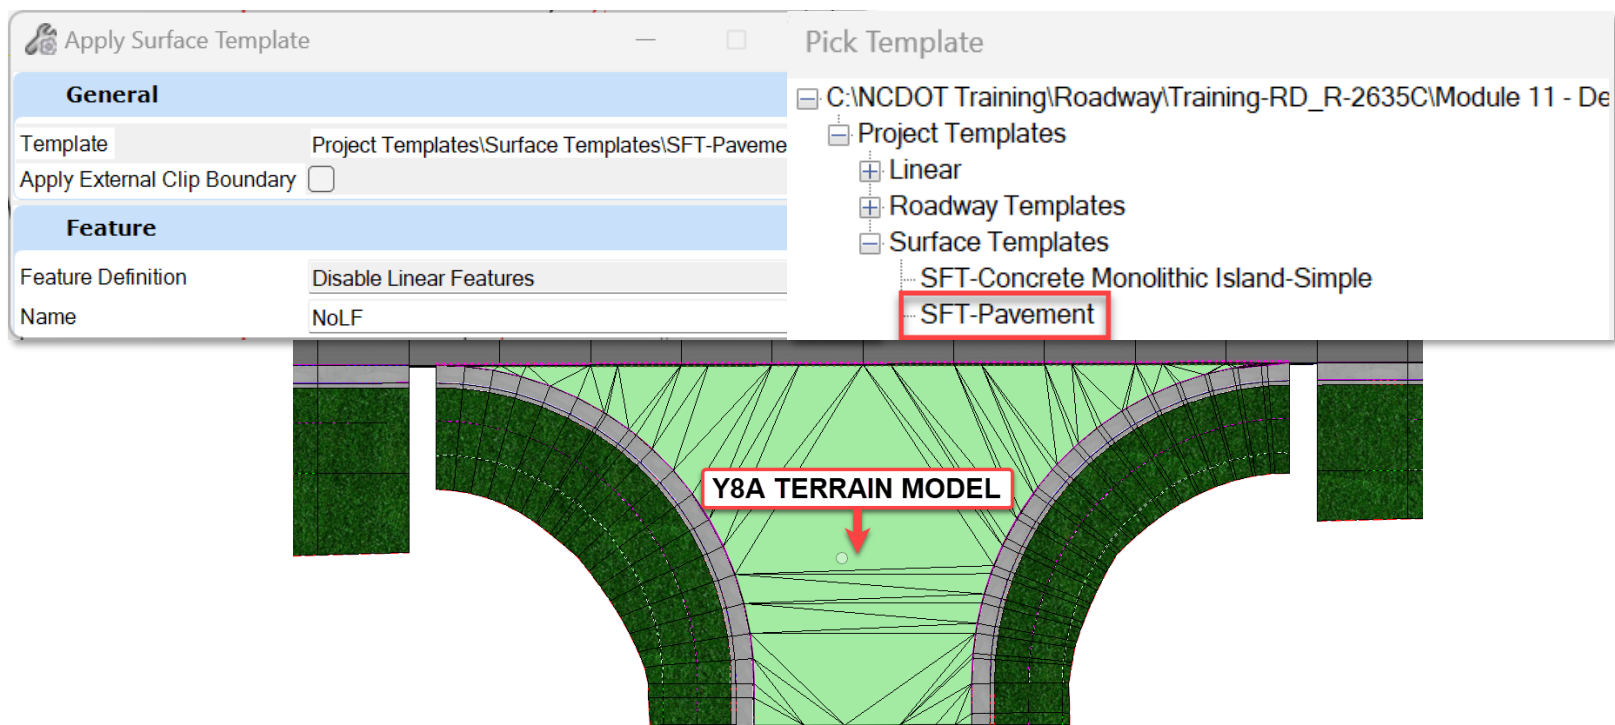 Apply Surface Template
General
Template Project Templates\Surface Templates\SFT-Paveme
Apply External Clip Boundary
Feature
Feature Definition Disable Linear Features
Name NoLF
Pick Template
C:\NCDOT Training\Roadway\Training-RD_R-2635C\Module 11 - De
Project Templates
Linear
Roadway Templates
Surface Templates
SFT-Concrete Monolithic Island-Simple
SFT-Pavement
Y8A TERRAIN MODEL